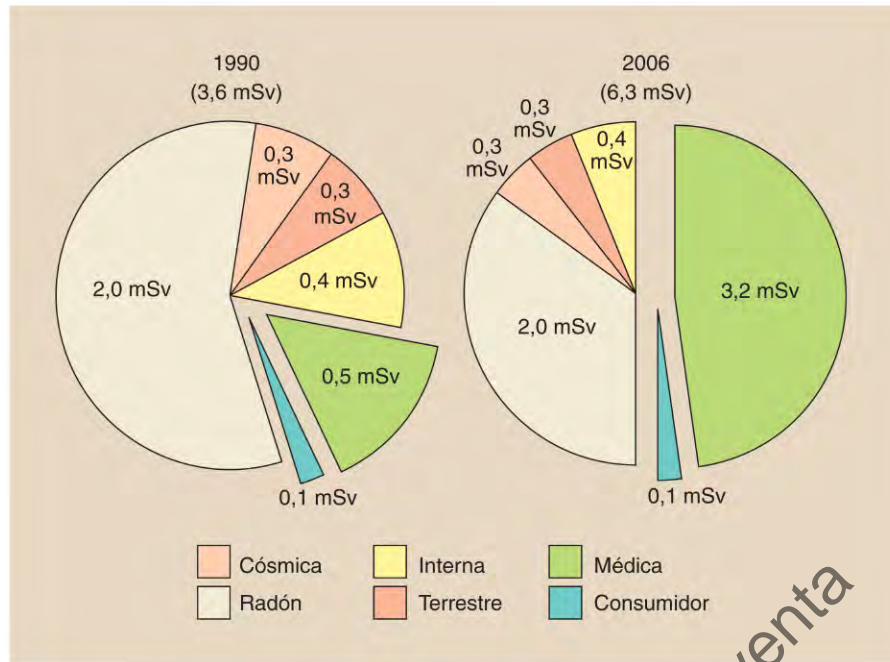 1990
(3,6 mSv)
0,3
mSv
0,3
mSv
0,4 mSv
2,0 mSv
0,5 mSv
0,1 mSv
2006
(6,3 mSv)
0,3
mSv
0,3
mSv
0,4
mSv
3,2 mSv
2,0 mSv
0,1 mSv
Cósmica
Interna
Médica
Radón
Terrestre
Consumidor
venta